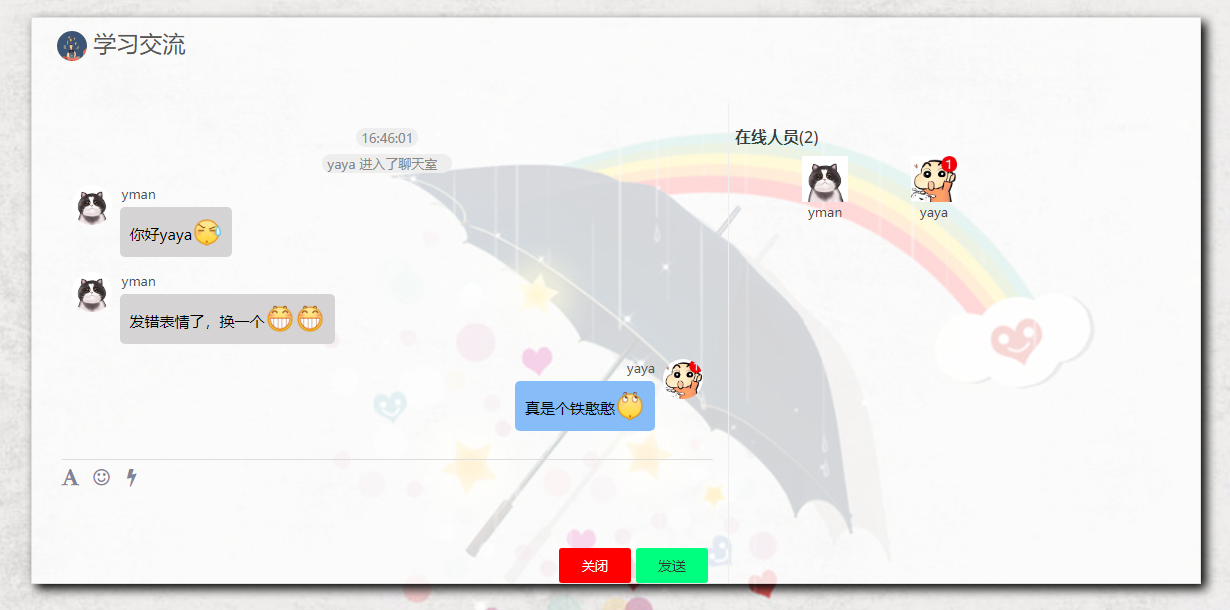 学习交流
16:46:01
yaya 进入了聊天室
yman
你好yaya
yman
发错表情了，换一个
yaya
真是个铁憨憨
A
关闭
发送
在线人员(2)
1
yman
yaya